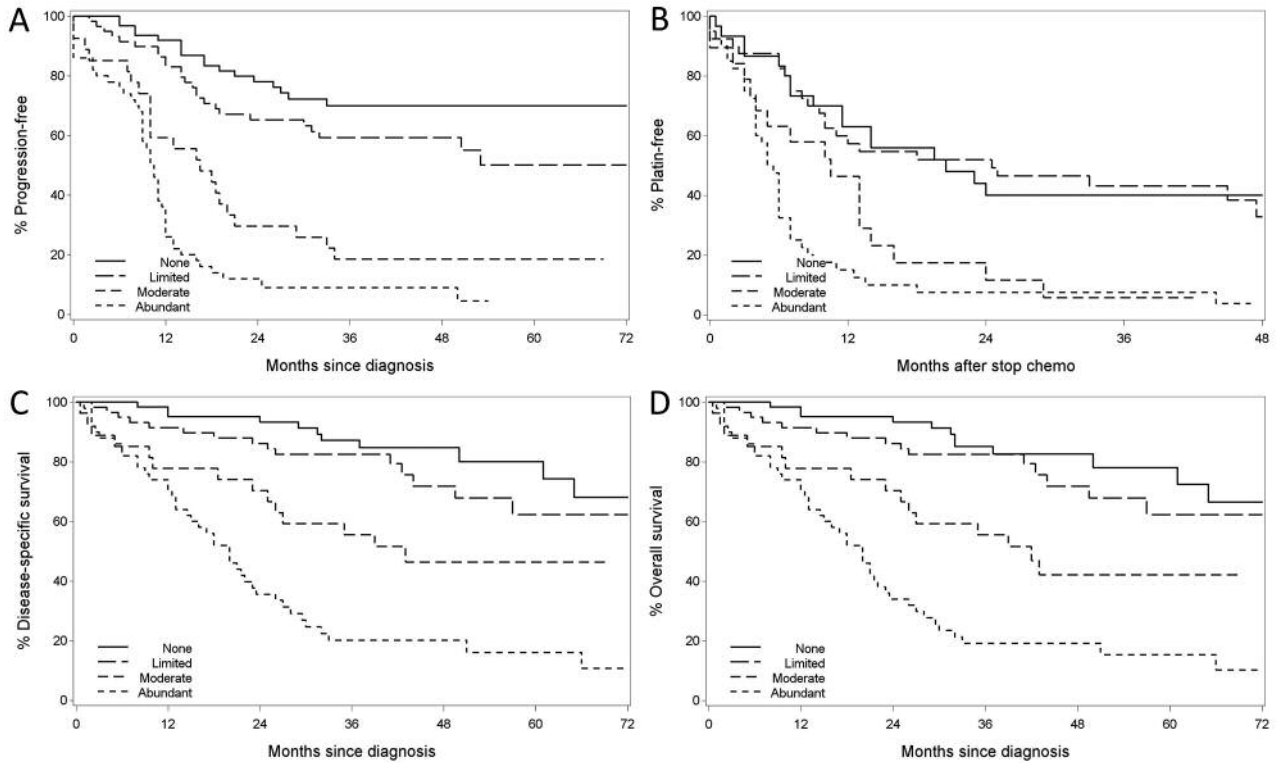 A
% Progression-free
100
80
60
40
20
0
None
Limited
Moderate
Abundant
0 12 24 36 48 60 72
Months since diagnosis
B
% Platin-free
100
80
60
40
20
0
None
Limited
Moderate
Abundant
0 12 24 36 48
Months after stop chemo
C
% Disease-specific survival
100
80
60
40
20
0
None
Limited
Moderate
Abundant
0 12 24 36 48 60 72
Months since diagnosis
D
% Overall survival
100
80
60
40
20
0
None
Limited
Moderate
Abundant
0 12 24 36 48 60 72
Months since diagnosis